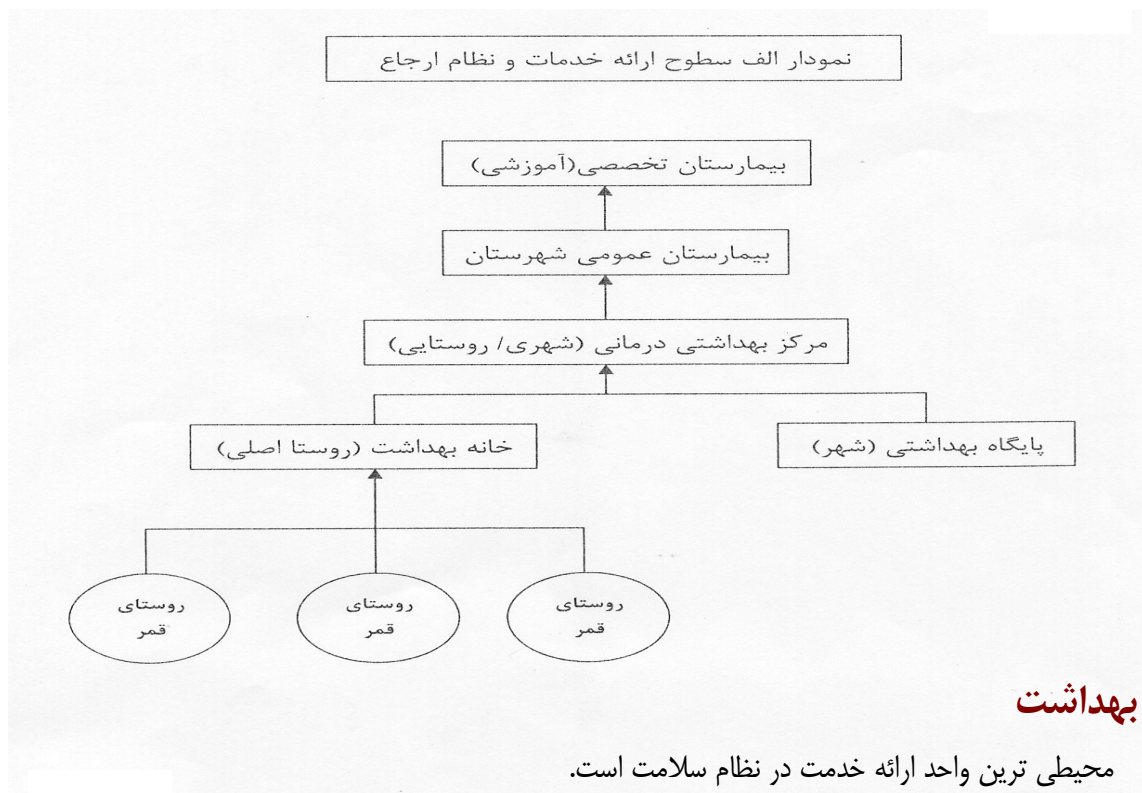 نمودار الف سطوح ارائه خدمات و نظام ارجاع
بیمارستان تخصصی(آموزشی)
بیمارستان عمومی شهرستان
مرکز بهداشتی درمانی (شهری/ روستایی)
پایگاه بهداشتی (شهر)
خانه بهداشت (روستا اصلی)
روستای
قمر
روستای
قمر
روستای
قمر
بهداشت
محیطی ترین واحد ارائه خدمت در نظام سلامت است.